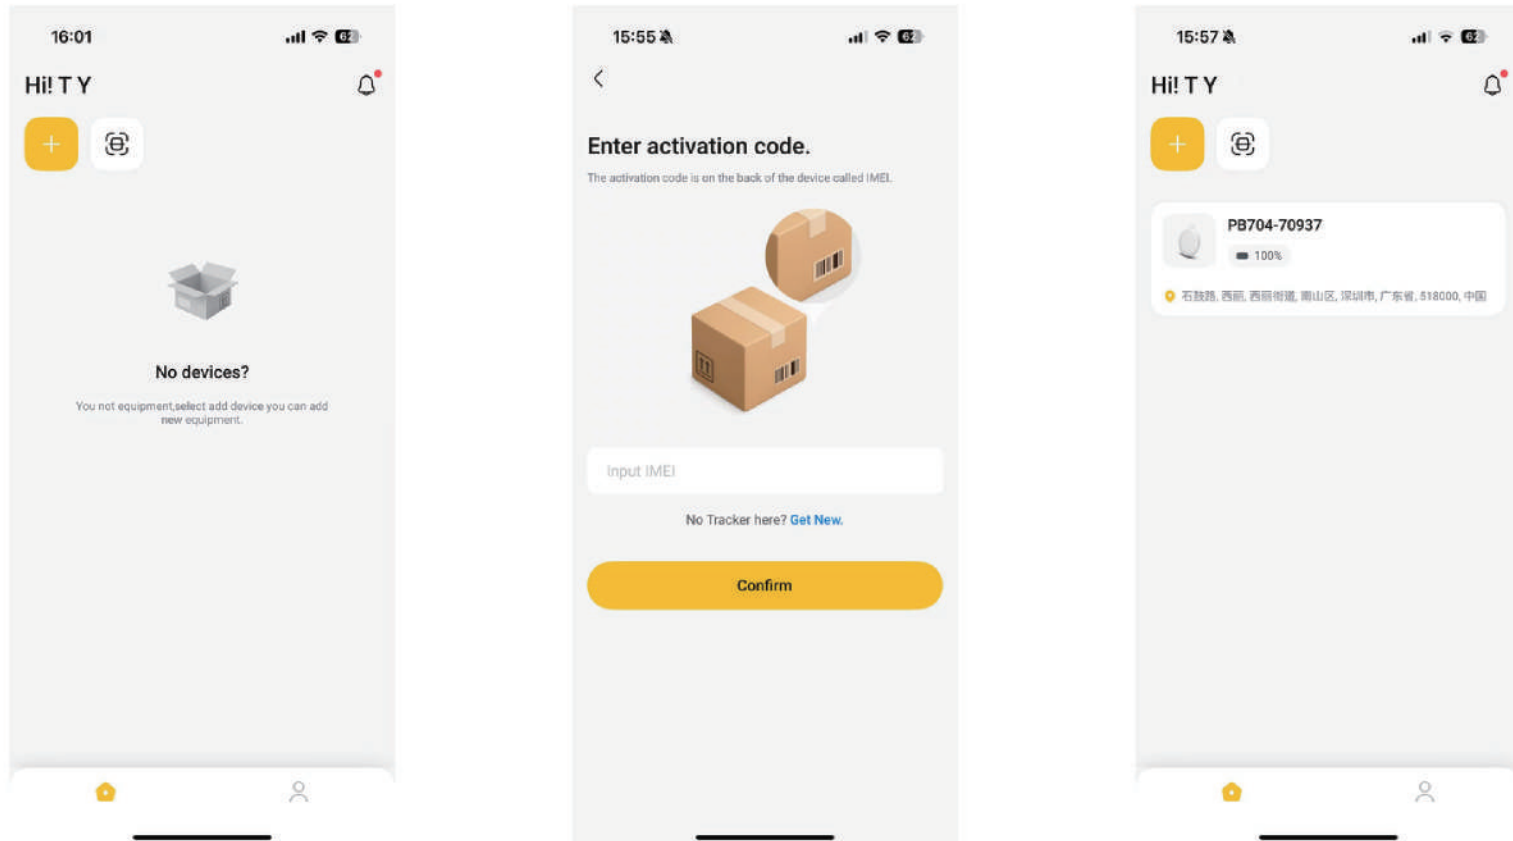 16:01
62
Hi! T Y
No devices?
You not equipment,select add device you can add
new equipment.
15:55
62
Enter activation code.
The activation code is on the back of the device called IMEI.
Input IMEI
No Tracker here? Get New.
Confirm
15:57
62
Hi! T Y
PB704-70937
100%
石鼓路, 西丽, 西丽街道, 南山区, 深圳市, 广东省, 518000, 中国